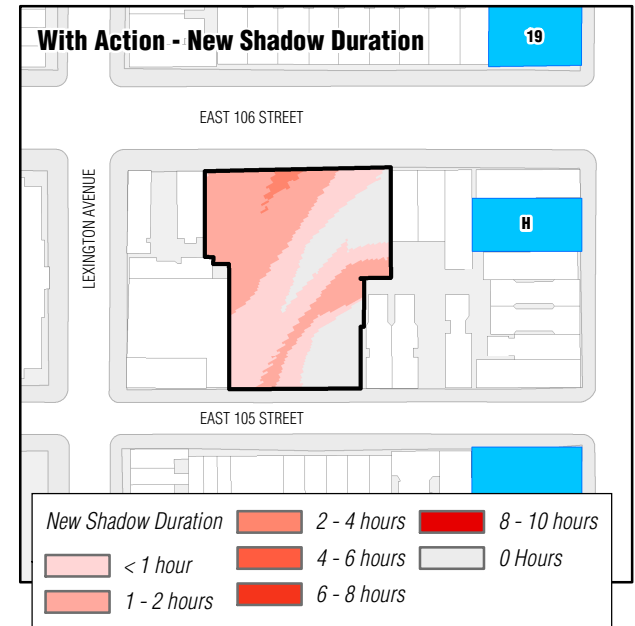 With Action - New Shadow Duration
19
EAST 106 STREET
LEXINGTON AVENUE
H
EAST 105 STREET
New Shadow Duration
< 1 hour
1 - 2 hours
2 - 4 hours
4 - 6 hours
6 - 8 hours
8 - 10 hours
0 Hours